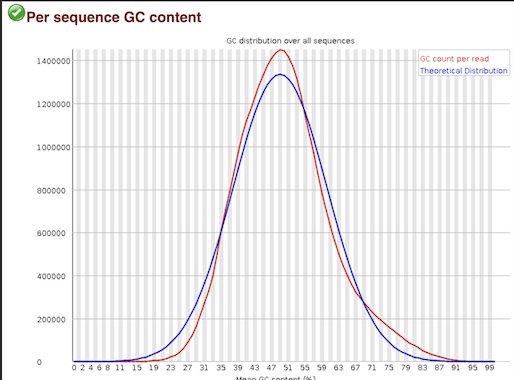 Per sequence GC content
GC distribution over all sequences
GC count per read
Theoretical Distribution
1400000
1200000
1000000
800000
600000
400000
200000
0
0 2 4 6 8 11 15 19 23 27 31 35 39 43 47 51 55 59 63 67 71 75 79 83 87 91 95 99
Mean GC content (%)